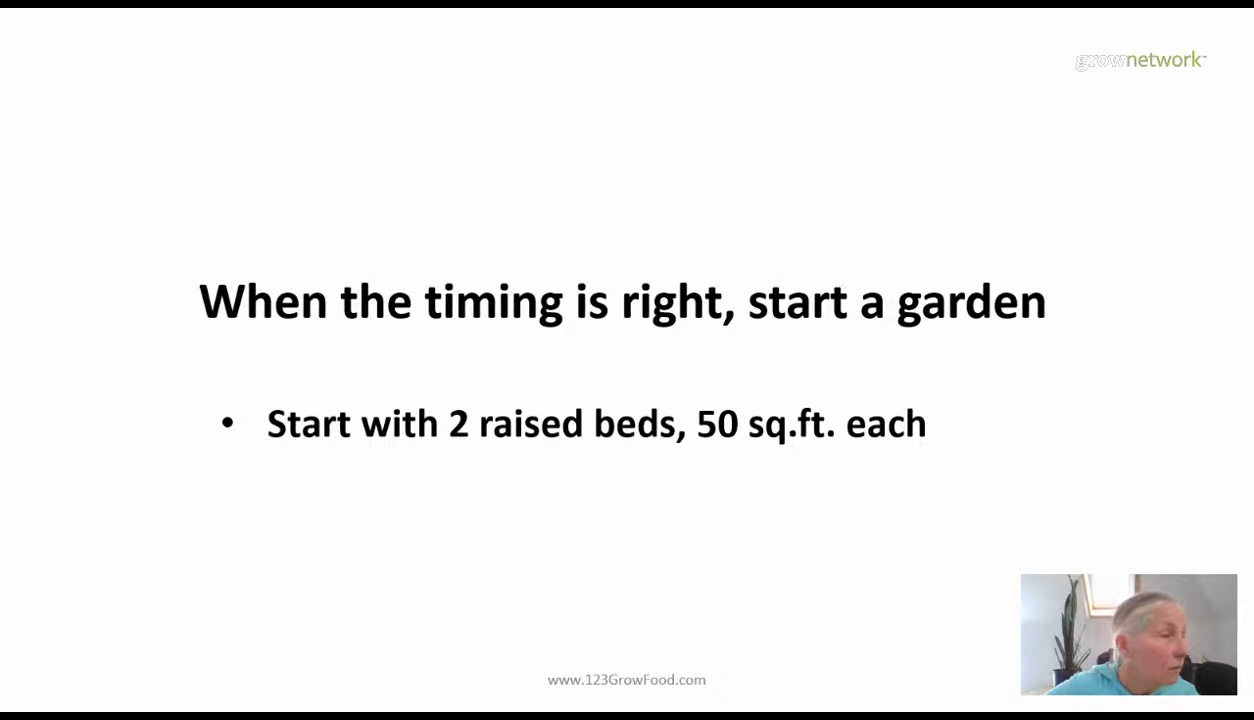 grownetwork™
When the timing is right, start a garden
• Start with 2 raised beds, 50 sq.ft. each
www.123GrowFood.com